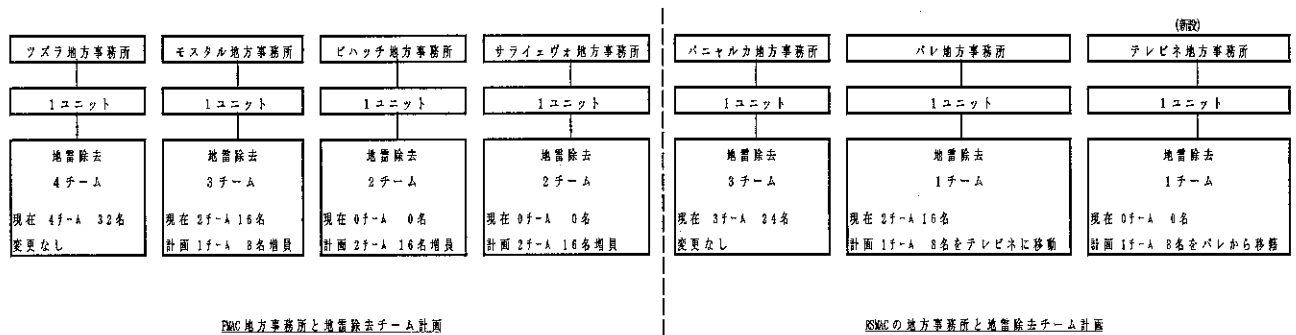 (新設)
ツズラ地方事務所
モスタル地方事務所
ビハッチ地方事務所
サライェヴォ地方事務所
バニャルカ地方事務所
パレ地方事務所
テレビネ地方事務所
1ユニット
1ユニット
1ユニット
1ユニット
1ユニット
1ユニット
1ユニット
地雷除去
4チーム
現在 4チーム 32名
変更なし
地雷除去
3チーム
現在 2チーム 16名
計画 1チーム 8名増員
地雷除去
2チーム
現在 0チーム 0名
計画 2チーム 16名増員
地雷除去
2チーム
現在 0チーム 0名
計画 2チーム 16名増員
地雷除去
3チーム
現在 3チーム 24名
変更なし
地雷除去
1チーム
現在 2チーム 16名
計画 1チーム 8名をテレビネに移動
地雷除去
1チーム
現在 0チーム 0名
計画 1チーム 8名をパレから移籍
FMAC地方事務所と地雷除去チーム計画
RSMACの地方事務所と地雷除去チーム計画